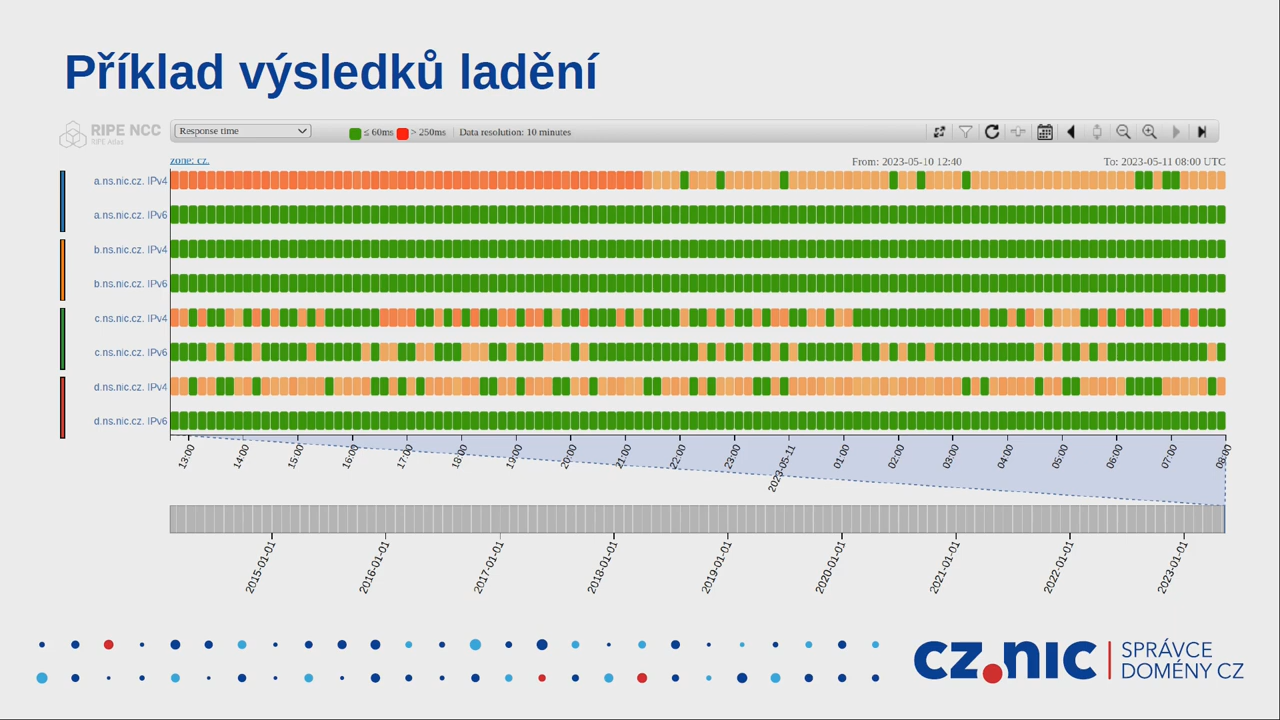 Příklad výsledků ladění
RIPE NCC
RIPE Atlas
Response time
≤ 60ms > 250ms Data resolution: 10 minutes
zone: cz.
From: 2023-05-10 12:40 To: 2023-05-11 08:00 UTC
a.ns.nic.cz. IPv4
a.ns.nic.cz. IPv6
b.ns.nic.cz. IPv4
b.ns.nic.cz. IPv6
c.ns.nic.cz. IPv4
c.ns.nic.cz. IPv6
d.ns.nic.cz. IPv4
d.ns.nic.cz. IPv6
13:00 14:00 15:00 16:00 17:00 18:00 19:00 20:00 21:00 22:00 23:00 2023-05-11 01:00 02:00 03:00 04:00 05:00 06:00 07:00 08:00
2015-01-01 2016-01-01 2017-01-01 2018-01-01 2019-01-01 2020-01-01 2021-01-01 2022-01-01 2023-01-01
CZ.NIC
SPRÁVCE
DOMÉNY CZ